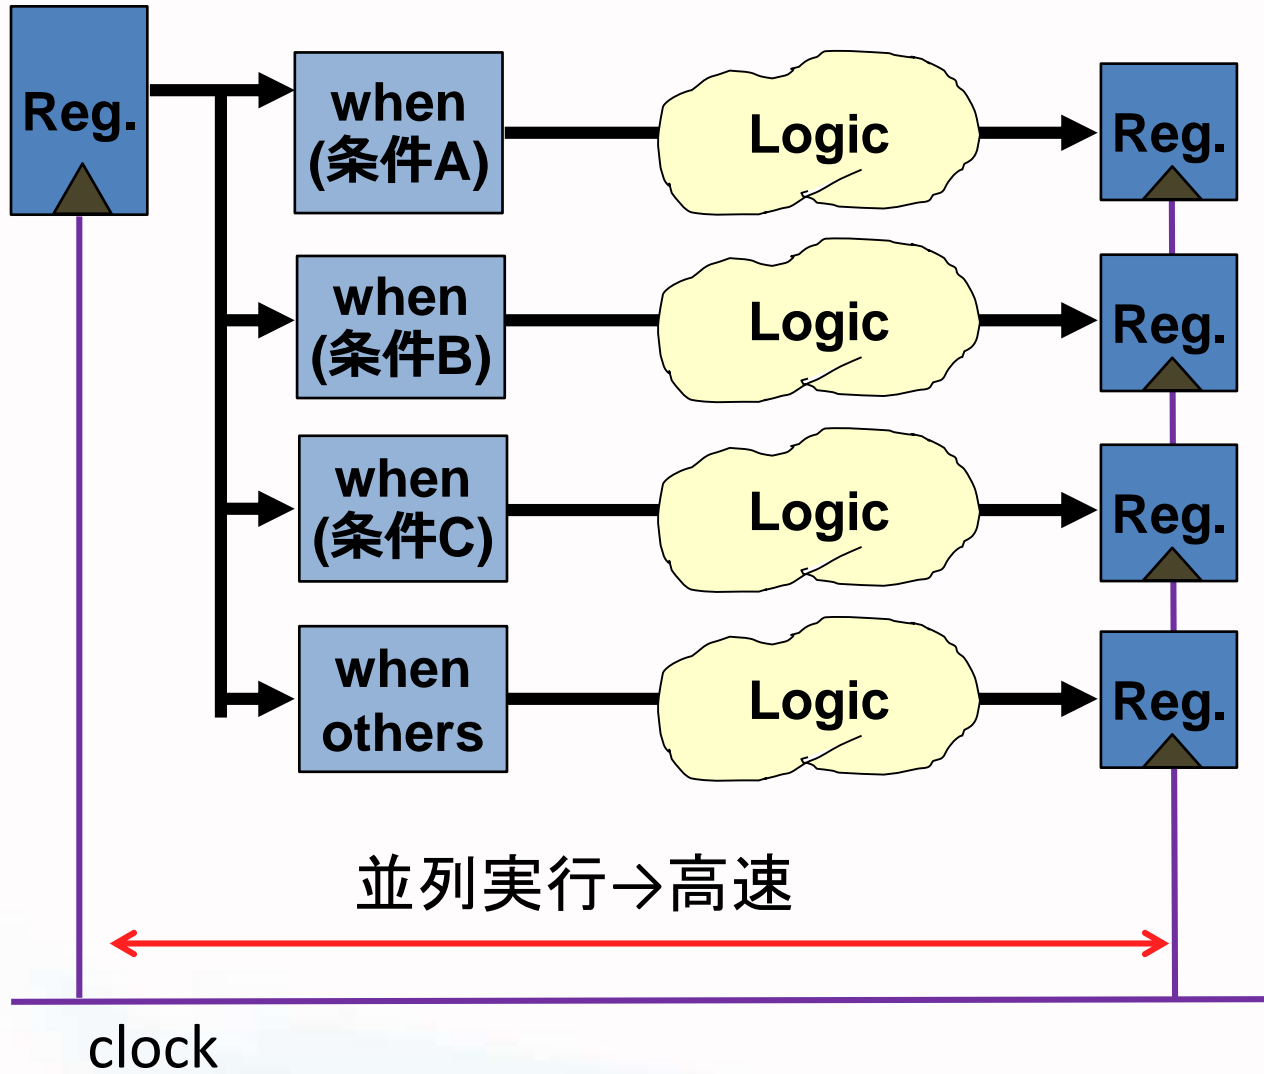 Reg.
when
(条件A)
Logic
Reg.
when
(条件B)
Logic
Reg.
when
(条件C)
Logic
Reg.
when
others
Logic
Reg.
並列実行→高速
clock